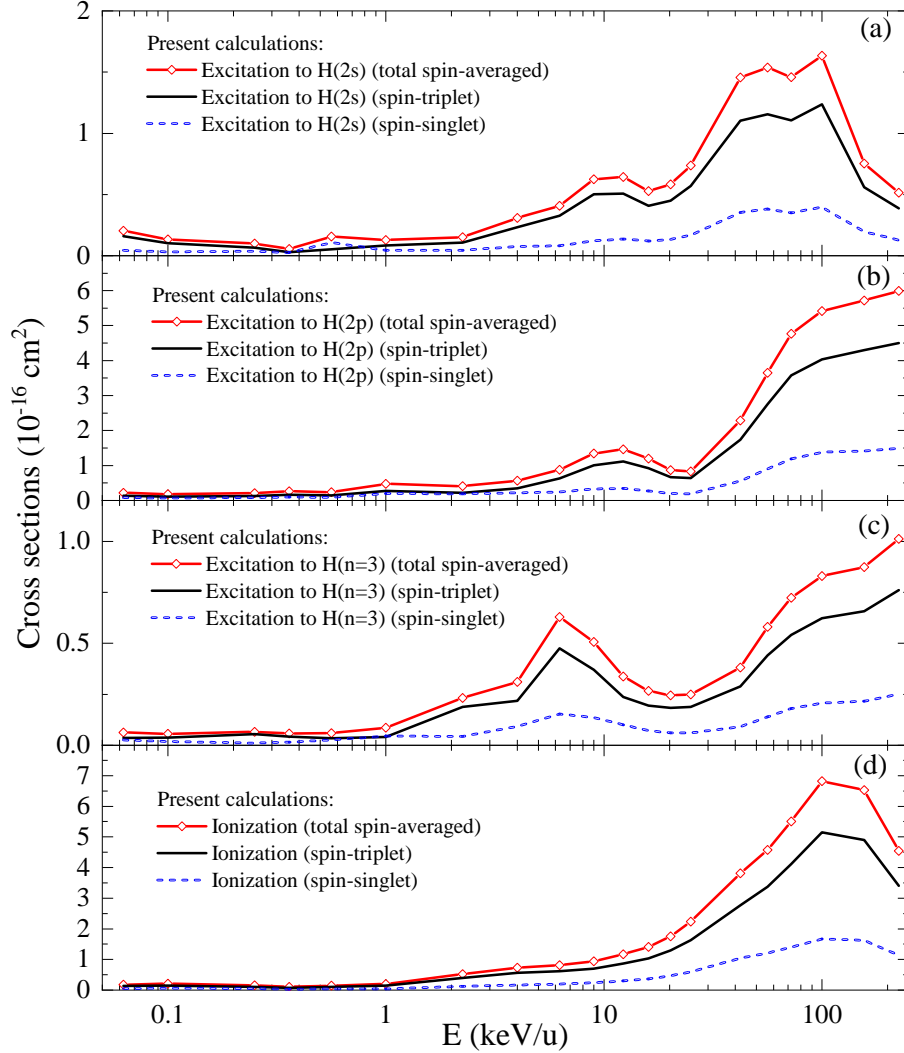 2
(a)
Present calculations:
Excitation to H(2s) (total spin-averaged)
Excitation to H(2s) (spin-triplet)
Excitation to H(2s) (spin-singlet)
1
0
(b)
6
Present calculations:
5
Excitation to H(2p) (total spin-averaged)
4
Excitation to H(2p) (spin-triplet)
Excitation to H(2p) (spin-singlet)
3
2
1
0
(c)
1.0
Present calculations:
Excitation to H(n=3) (total spin-averaged)
Excitation to H(n=3) (spin-triplet)
Excitation to H(n=3) (spin-singlet)
0.5
0.0
(d)
7
Present calculations:
6
Ionization (total spin-averaged)
5
Ionization (spin-triplet)
4
Ionization (spin-singlet)
3
2
1
0
0.1 1 10 100
E (keV/u)
Cross sections (10⁻¹⁶ cm²)